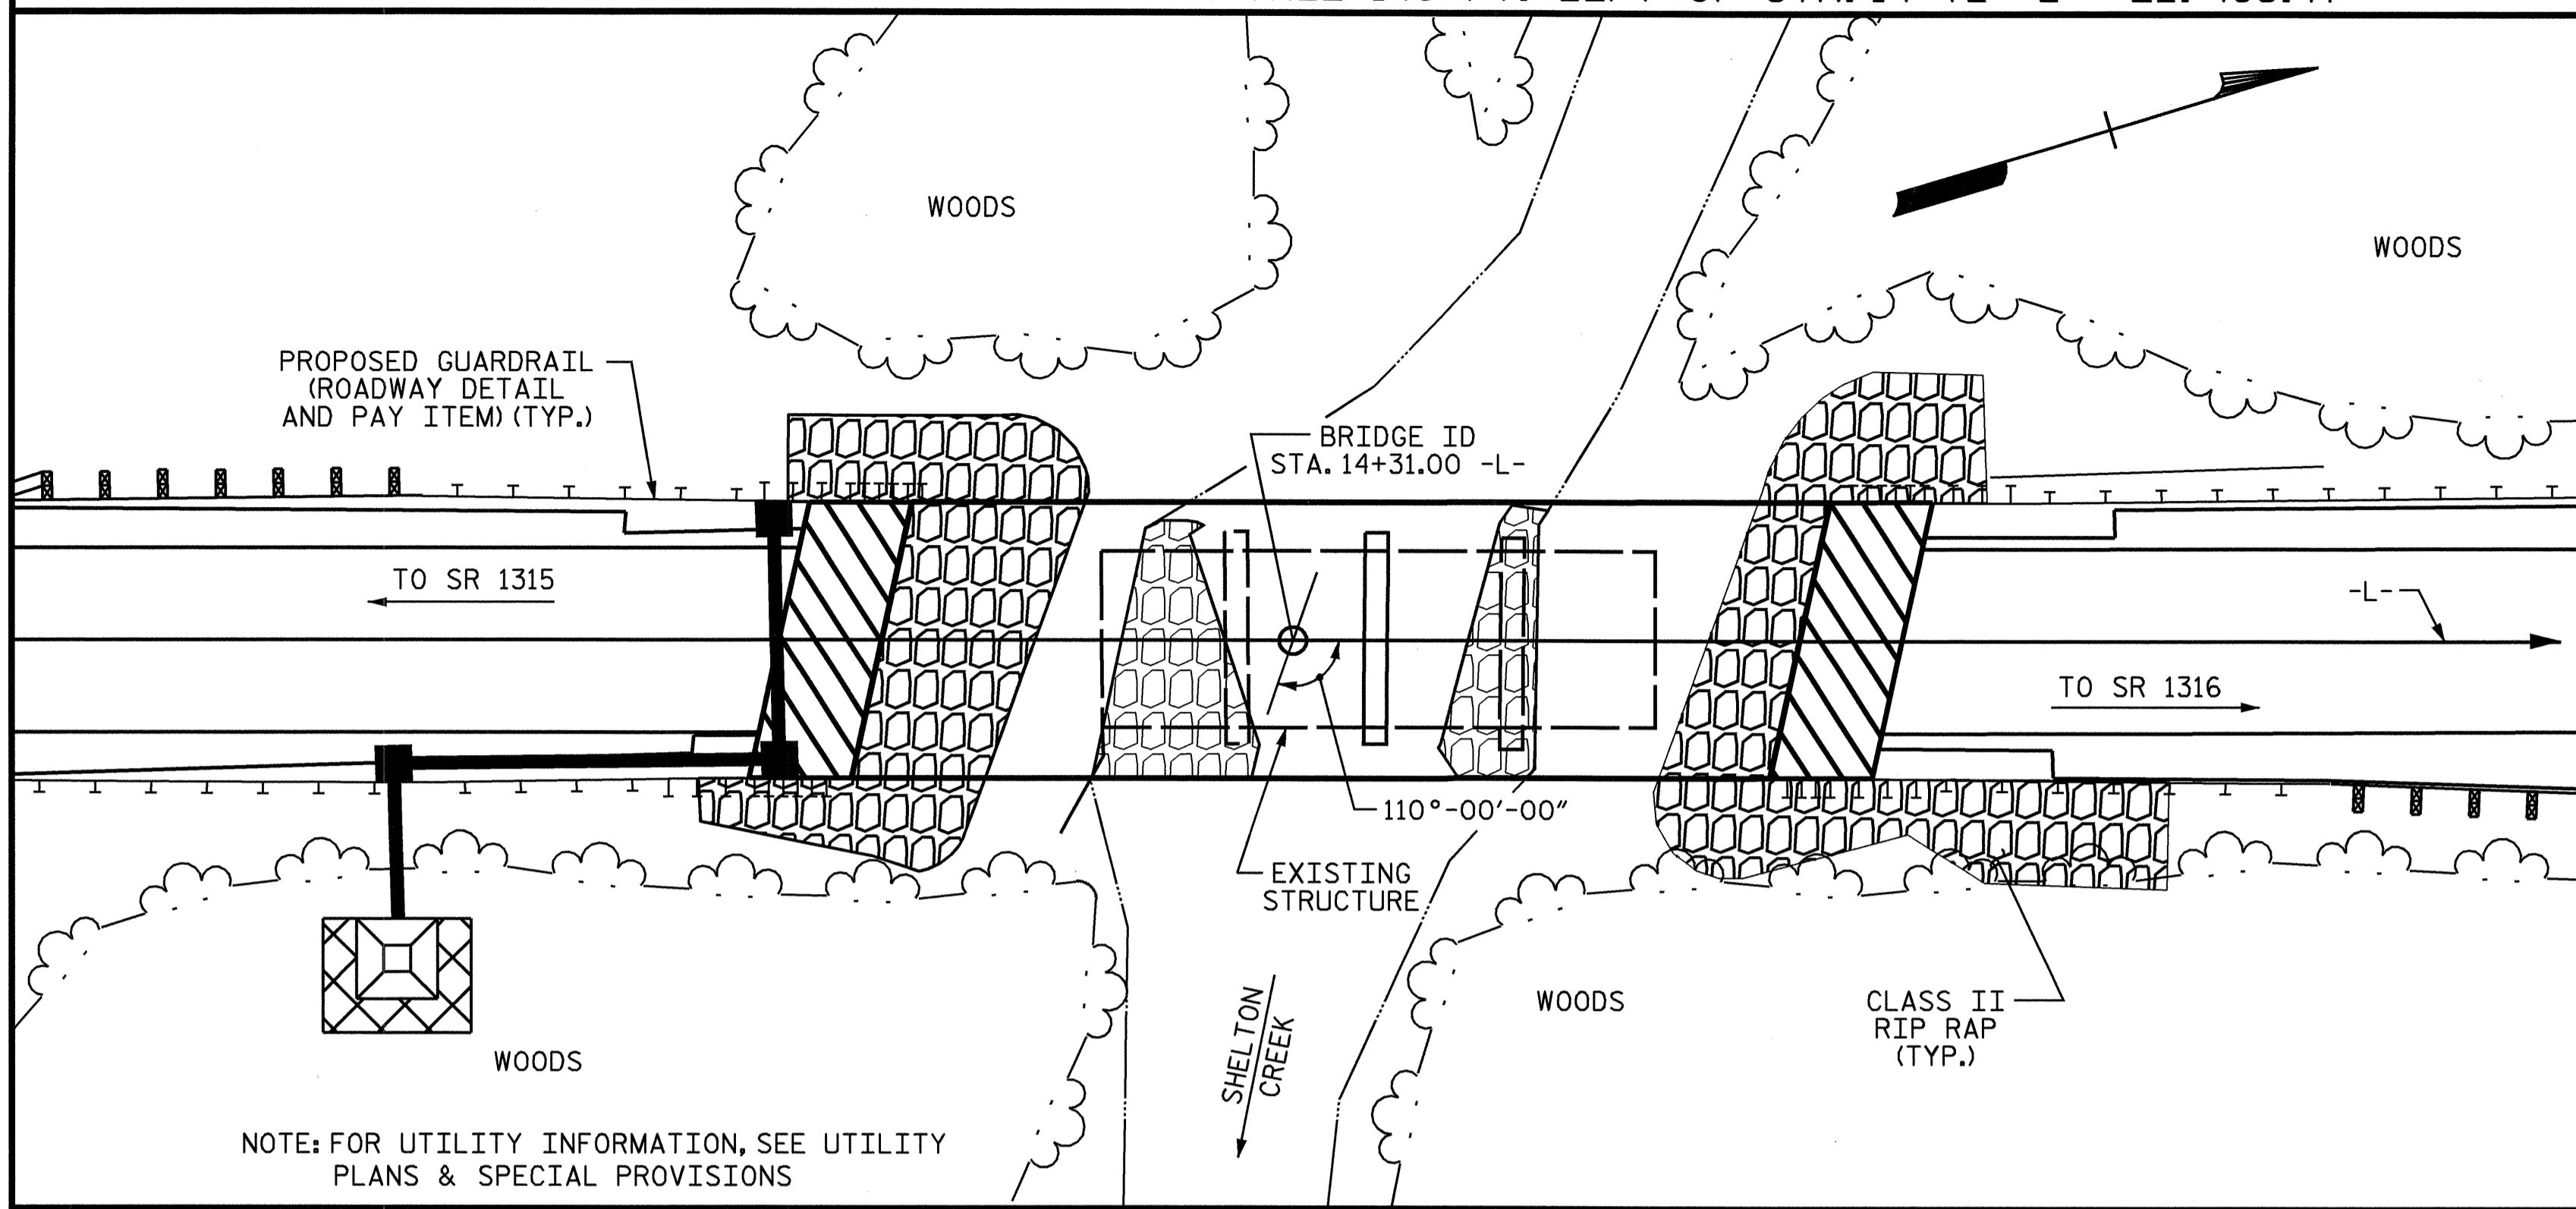 WOODS
WOODS
PROPOSED GUARDRAIL
(ROADWAY DETAIL
AND PAY ITEM) (TYP.)
BRIDGE ID
STA. 14+31.00 -L-
TO SR 1315
-L-
TO SR 1316
110°-00'-00"
EXISTING
STRUCTURE
SHELTON
CREEK
WOODS
CLASS II
RIP RAP
(TYP.)
WOODS
NOTE: FOR UTILITY INFORMATION, SEE UTILITY
PLANS & SPECIAL PROVISIONS